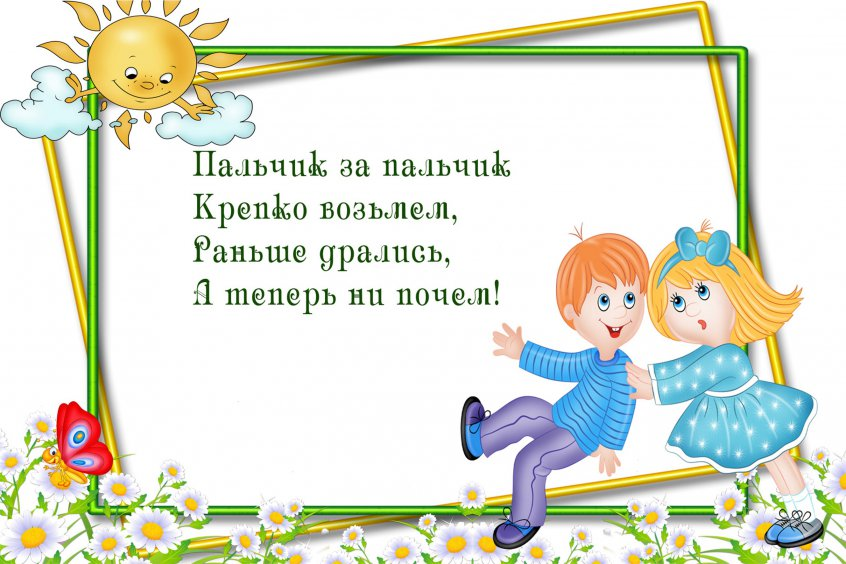 Пальчик за пальчик
Крепко возьмем,
Раньше дрались,
А теперь ни почем!